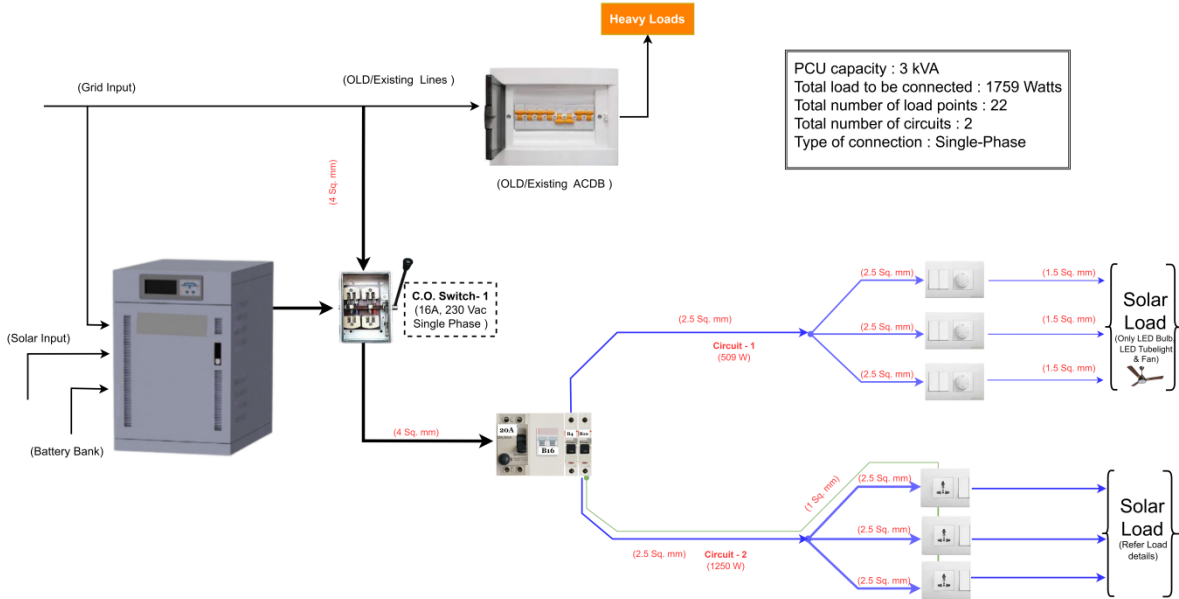 Heavy Loads
PCU capacity : 3 kVA
Total load to be connected : 1759 Watts
Total number of load points : 22
Total number of circuits : 2
Type of connection : Single-Phase
(Grid Input)
(OLD/Existing Lines )
(OLD/Existing ACDB )
(4 Sq. mm)
C.O. Switch- 1
(16A, 230 Vac
Single Phase )
(Solar Input)
(Battery Bank)
(4 Sq. mm)
20A
B16
B4
B10
(2.5 Sq. mm)
Circuit - 1
(509 W)
(2.5 Sq. mm)
(1.5 Sq. mm)
(2.5 Sq. mm)
(1.5 Sq. mm)
(2.5 Sq. mm)
(1.5 Sq. mm)
Solar
Load
(Only LED Bulb,
LED Tubelight
& Fan)
(2.5 Sq. mm)
Circuit - 2
(1250 W)
(1 Sq. mm)
(2.5 Sq. mm)
(2.5 Sq. mm)
(2.5 Sq. mm)
Solar
Load
(Refer Load
details)